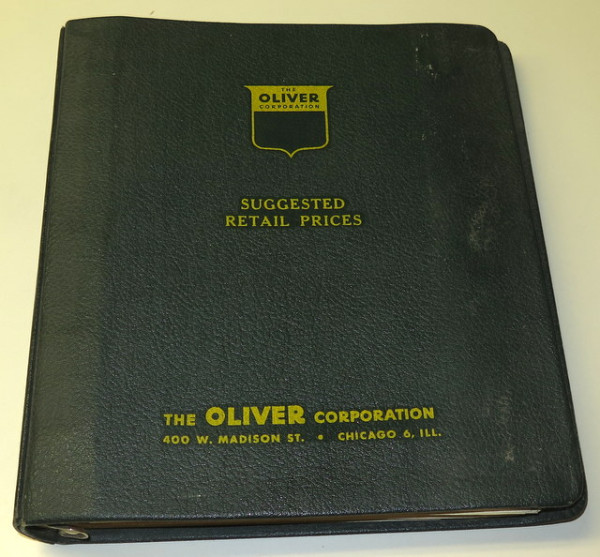 THE
OLIVER
CORPORATION
SUGGESTED
RETAIL PRICES
THE OLIVER CORPORATION
400 W. MADISON ST. • CHICAGO 6, ILL.